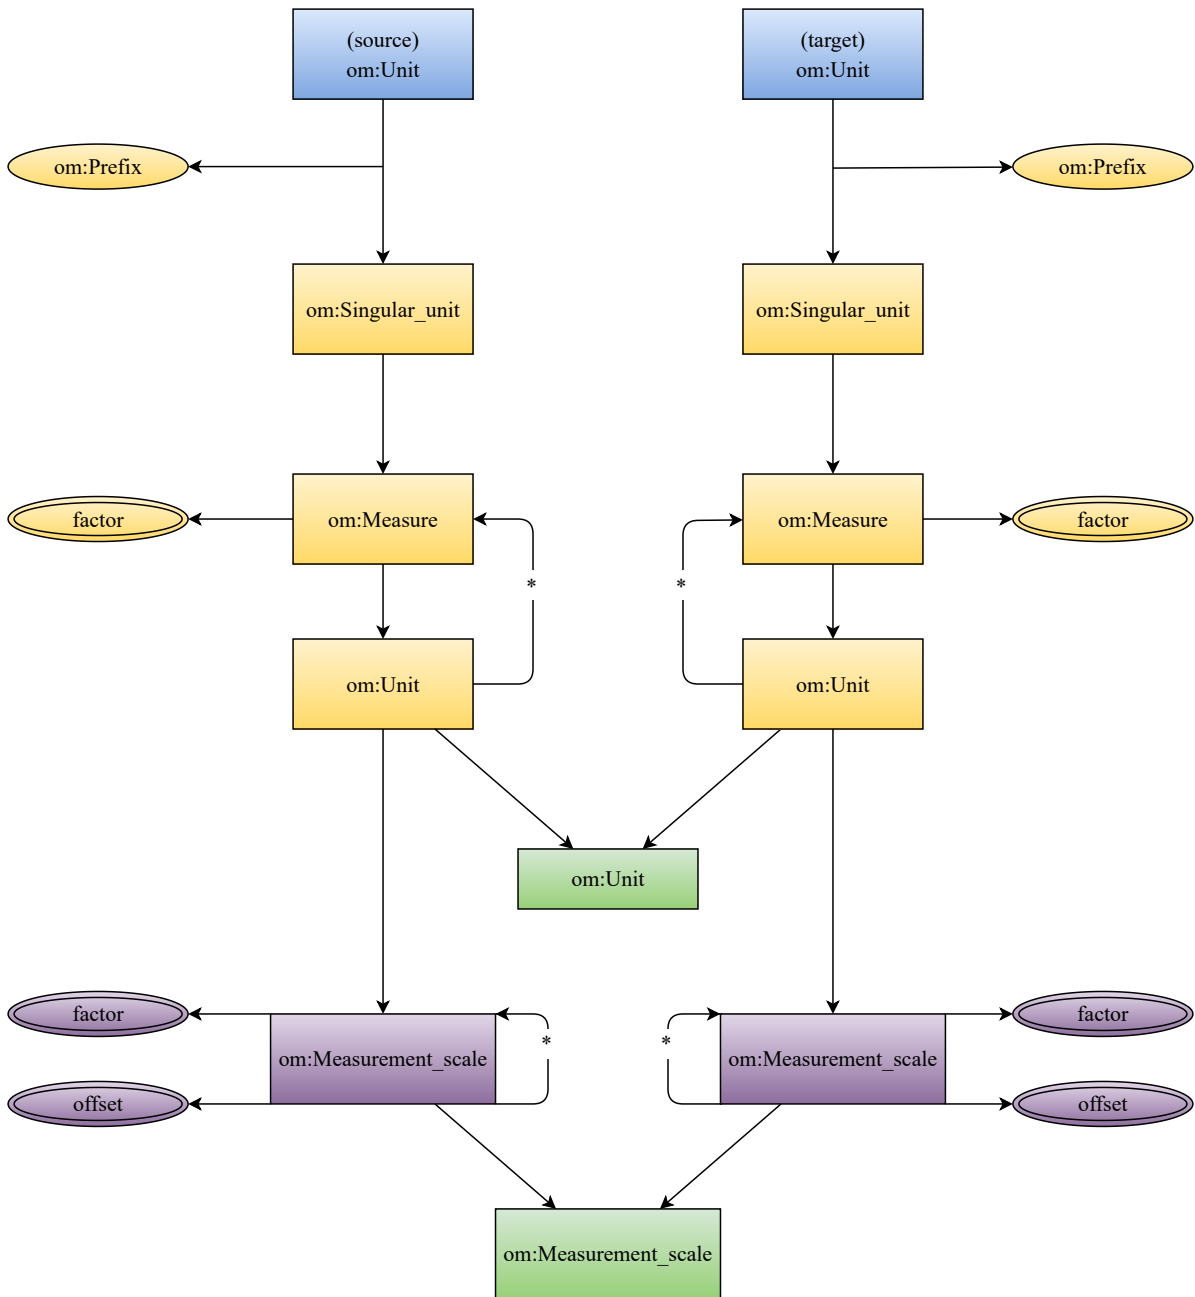 (source)
om:Unit
(target)
om:Unit
om:Prefix
om:Prefix
om:Singular_unit
om:Singular_unit
factor
om:Measure
om:Measure
factor
*
*
om:Unit
om:Unit
om:Unit
factor
factor
*
*
om:Measurement_scale
om:Measurement_scale
offset
offset
om:Measurement_scale